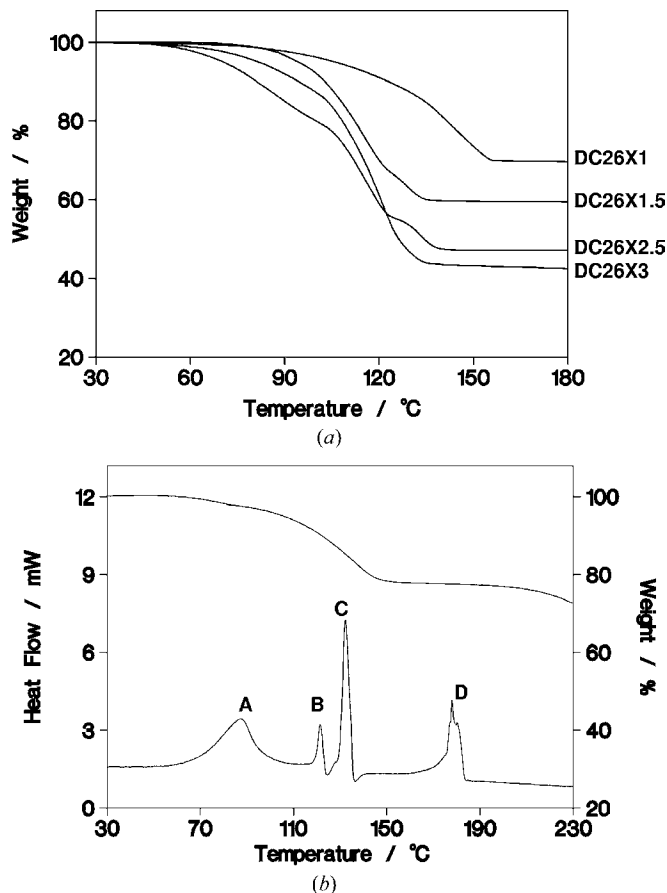 100
80
60
40
20
Weight / %
DC26X1
DC26X1.5
DC26X2.5
DC26X3
30 60 90 120 150 180
Temperature / °C
(a)
12
9
6
3
0
Heat Flow / mW
A
B
C
D
100
80
60
40
20
Weight / %
30 70 110 150 190 230
Temperature / °C
(b)